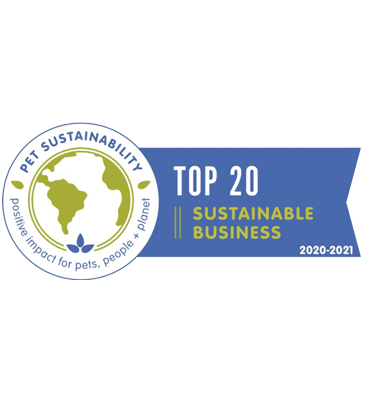 PET SUSTAINABILITY
positive impact for pets, people + planet
TOP 20
SUSTAINABLE
BUSINESS
2020-2021